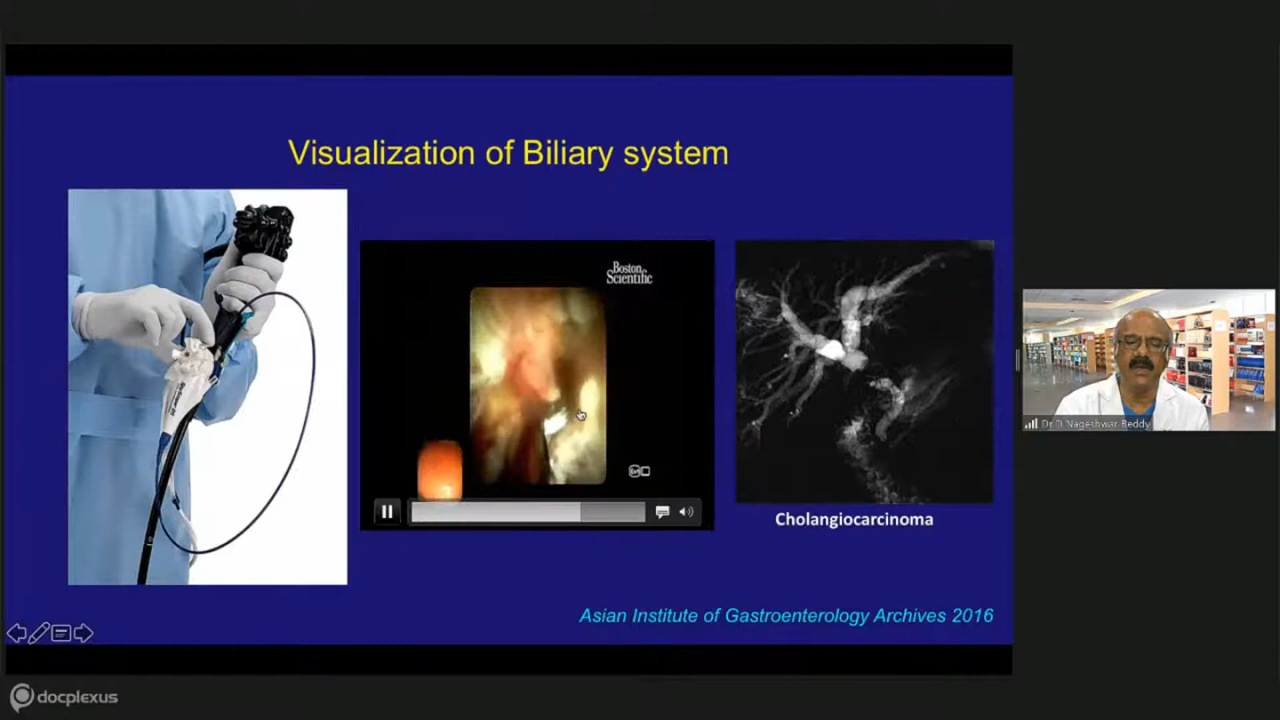 Visualization of Biliary system
Boston
Scientific
Cholangiocarcinoma
Dr D Nageshwar Reddy
Asian Institute of Gastroenterology Archives 2016
docplexus